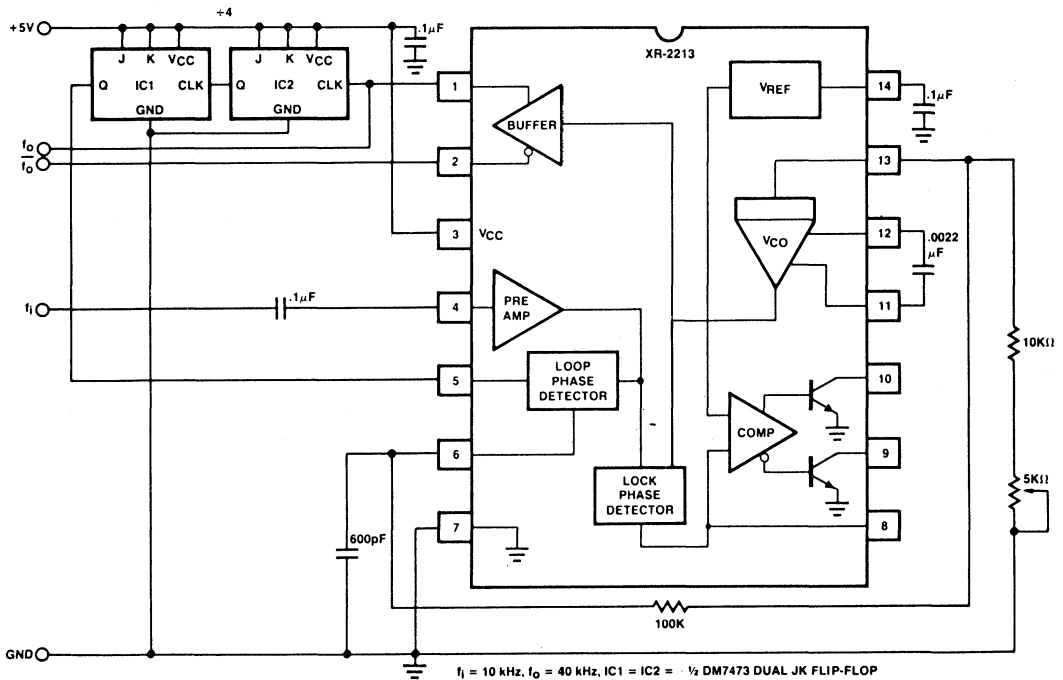 ÷4
+5V
.1μF
XR-2213
J K VCC
J K VCC
Q IC1 CLK
Q IC2 CLK
GND
GND
1
BUFFER
VREF
14
.1μF
fo
fo
2
13
3 VCC
VCO
12
.0022
μF
11
fi
.1μF
4
PRE
AMP
10KΩ
5
LOOP
PHASE
DETECTOR
10
COMP
6
9
LOCK
PHASE
DETECTOR
5KΩ
600pF
7
8
100K
GND
fi = 10 kHz, fo = 40 kHz, IC1 = IC2 = ½ DM7473 DUAL JK FLIP-FLOP